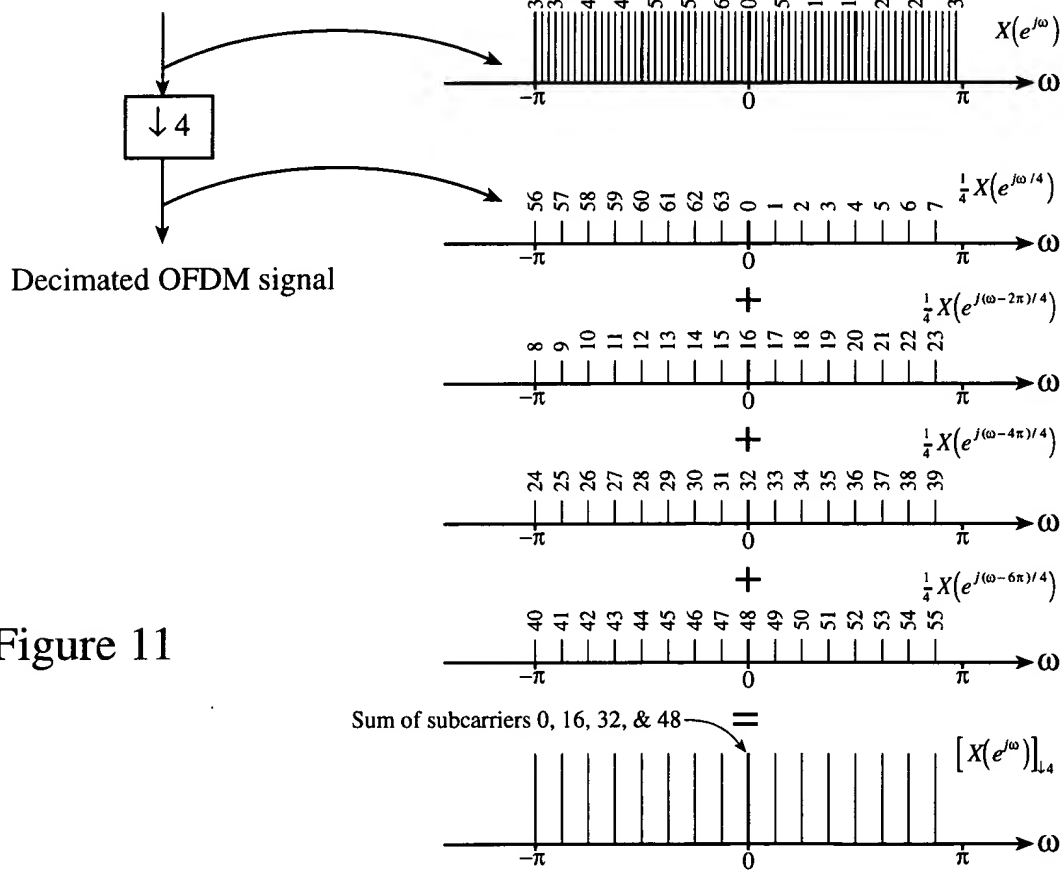 X(e^{jω})
−π 0 π ω
↓ 4
1/4 X(e^{jω/4})
56 57 58 59 60 61 62 63 0 1 2 3 4 5 6 7
−π 0 π ω
Decimated OFDM signal
+
1/4 X(e^{j(ω−2π)/4})
8 9 10 11 12 13 14 15 16 17 18 19 20 21 22 23
−π 0 π ω
+
1/4 X(e^{j(ω−4π)/4})
24 25 26 27 28 29 30 31 32 33 34 35 36 37 38 39
−π 0 π ω
+
1/4 X(e^{j(ω−6π)/4})
40 41 42 43 44 45 46 47 48 49 50 51 52 53 54 55
−π 0 π ω
Figure 11
Sum of subcarriers 0, 16, 32, & 48
=
[X(e^{jω})]↓4
−π 0 π ω